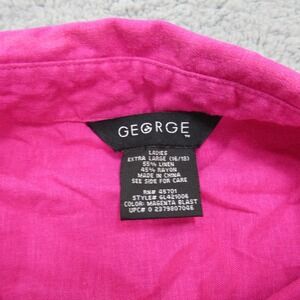 GEORGE
LADIES
EXTRA LARGE (16/18)
55% LINEN
45% RAYON
MADE IN CHINA
SEE SIDE FOR CARE
RN# 45701
STYLE# GL421006
COLOR: MAGENTA BLAST
UPC# 0 2379807046